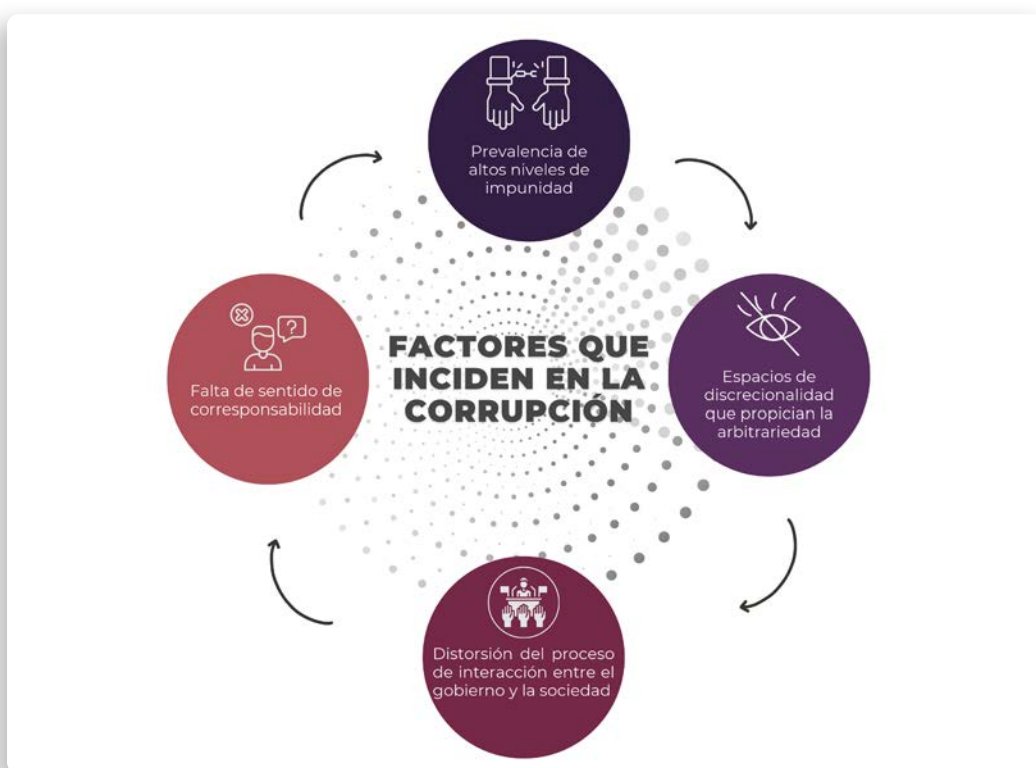 Prevalencia de
altos niveles de
impunidad
FACTORES QUE
INCIDEN EN LA
CORRUPCIÓN
Falta de sentido de
corresponsabilidad
Espacios de
discrecionalidad
que propician la
arbitrariedad
Distorsión del proceso
de interacción entre el
gobierno y la sociedad
?